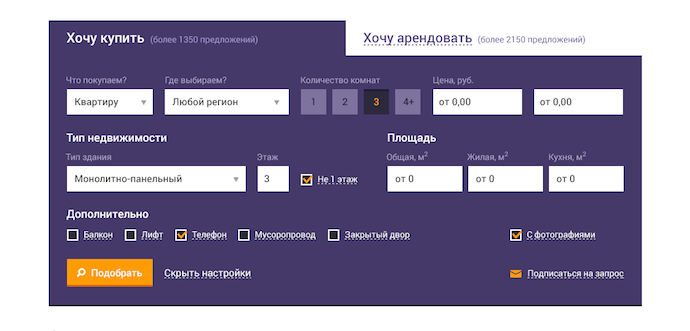 Хочу купить (более 1350 предложений) Хочу арендовать (более 2150 предложений)
Что покупаем? Где выбираем? Количество комнат Цена, руб.
Квартиру Любой регион 1 2 3 4+ от 0,00 от 0,00
Тип недвижимости Площадь
Тип здания Этаж Общая, м² Жилая, м² Кухня, м²
Монолитно-панельный 3 Не 1 этаж от 0 от 0 от 0
Дополнительно
Балкон Лифт Телефон Мусоропровод Закрытый двор С фотографиями
Подобрать Скрыть настройки Подписаться на запрос